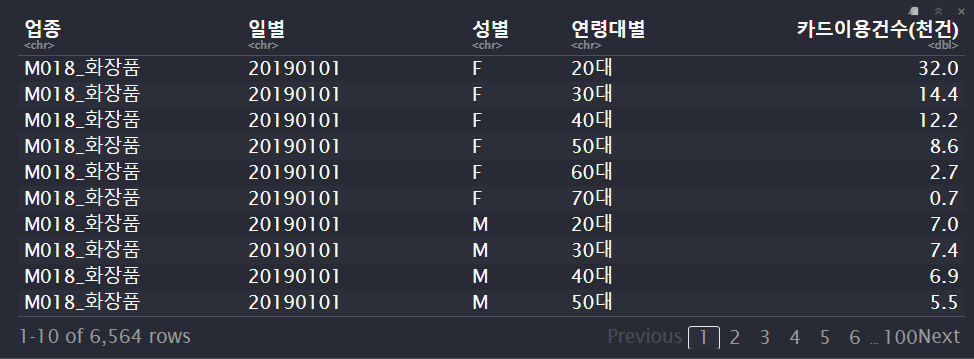 업종 일별 성별 연령대별 카드이용건수(천건)
<chr> <chr> <chr> <chr> <dbl>
M018_화장품 20190101 F 20대 32.0
M018_화장품 20190101 F 30대 14.4
M018_화장품 20190101 F 40대 12.2
M018_화장품 20190101 F 50대 8.6
M018_화장품 20190101 F 60대 2.7
M018_화장품 20190101 F 70대 0.7
M018_화장품 20190101 M 20대 7.0
M018_화장품 20190101 M 30대 7.4
M018_화장품 20190101 M 40대 6.9
M018_화장품 20190101 M 50대 5.5
1-10 of 6,564 rows Previous 1 2 3 4 5 6 ... 100 Next